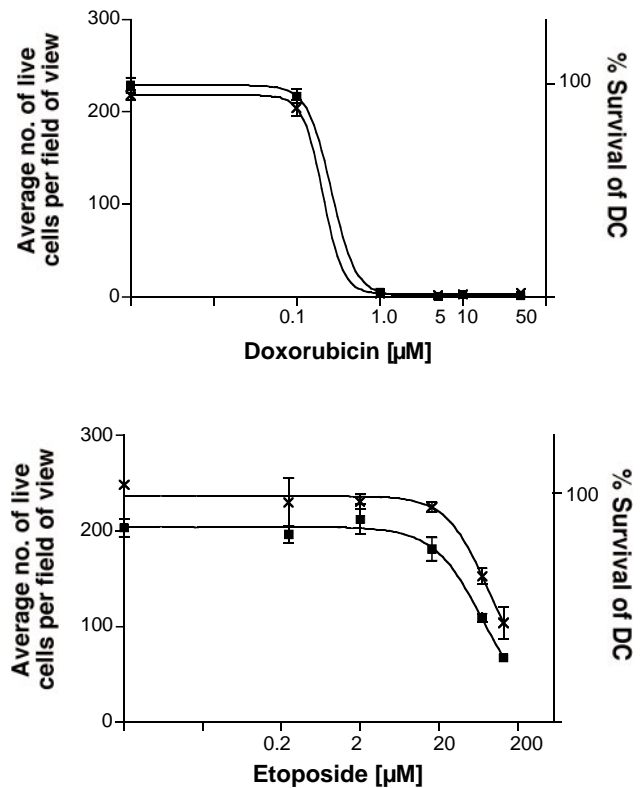 300
200
100
0
Average no. of live
cells per field of view
100
% Survival of DC
0.1
1.0
5
10
50
Doxorubicin [µM]
300
200
100
0
Average no. of live
cells per field of view
100
% Survival of DC
0.2
2
20
200
Etoposide [µM]